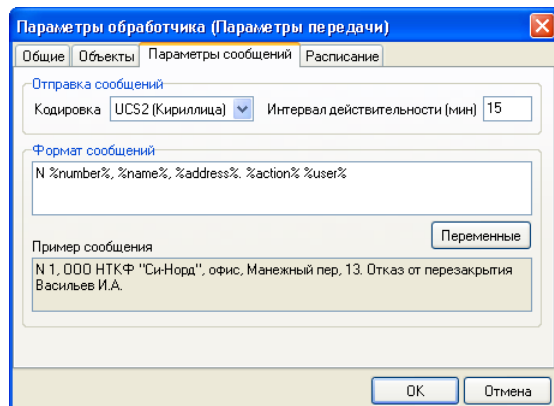 Параметры обработчика (Параметры передачи)
Общие Объекты Параметры сообщений Расписание
Отправка сообщений
Кодировка UCS2 (Кириллица) Интервал действительности (мин) 15
Формат сообщений
N %number%, %name%, %address%. %action% %user%
Переменные
Пример сообщения
N 1, ООО НТКФ "Си-Норд", офис, Манежный пер, 13. Отказ от перезакрытия
Васильев И.А.
OK Отмена